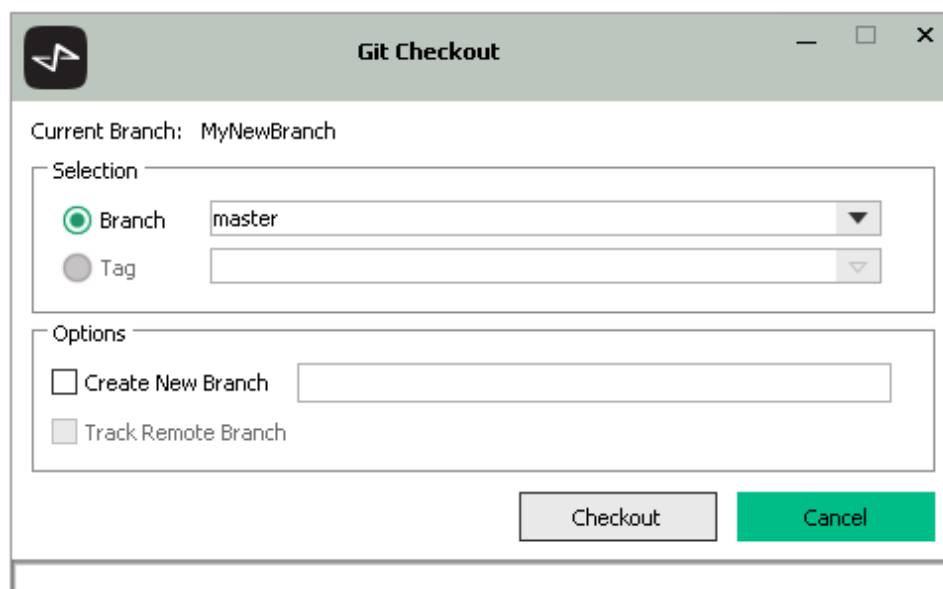 Git Checkout
Current Branch: MyNewBranch
Selection
Branch master
Tag
Options
Create New Branch
Track Remote Branch
Checkout Cancel